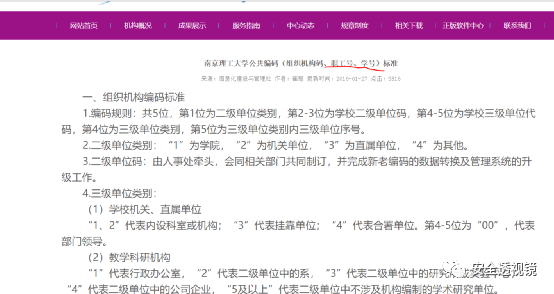 网站首页 机构概况 成果展示 服务指南 中心动态 规章制度 相关下载 正版软件中心 联系我们
南京理工大学公共编码（组织机构码、职工号、学号）标准
来源：信息化建设与管理处 作者：崔丽 更新时间：2016-01-27 点击：
一、组织机构编码标准
1.编码规则：共5位，第1位为二级单位类别，第2-3位为学校二级单位码，第4-5位为学校三级单位代
码，第4位为三级单位类别，第5位为三级单位类别内三级单位序号。
2.二级单位类别：“1”为学院，“2”为机关单位，“3”为直属单位，“4”为其他。
3.二级单位码：由人事处牵头，会同相关部门共同制订，并完成新老编码的数据转换及管理系统的升
级工作。
4.三级单位类别：
（1）学校机关、直属单位
“1、2”代表内设科室或机构；“3”代表挂靠单位；“4”代表合署单位。第4-5位为“00”，代表
部门领导。
（2）教学科研机构
“1”代表行政办公室，“2”代表二级单位中的系，“3”代表二级单位中的研究
“4”代表二级单位中的公司企业，“5及以上”代表二级单位中不涉及机构编制的学术研究单位。
安全透视镜